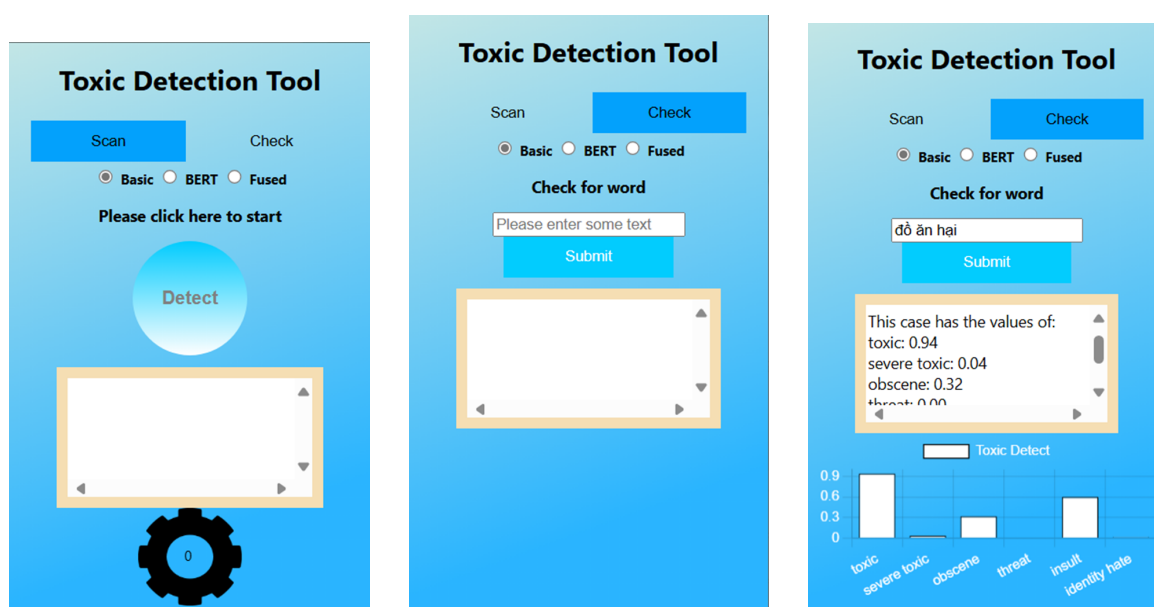 Toxic Detection Tool
Scan Check
Basic BERT Fused
Please click here to start
Detect
0
Toxic Detection Tool
Scan Check
Basic BERT Fused
Check for word
Please enter some text
Submit
Toxic Detection Tool
Scan Check
Basic BERT Fused
Check for word
đồ ăn hại
Submit
This case has the values of:
toxic: 0.94
severe toxic: 0.04
obscene: 0.32
threat: 0.00
Toxic Detect
0.9
0.6
0.3
0
toxic severe toxic obscene threat insult identity hate